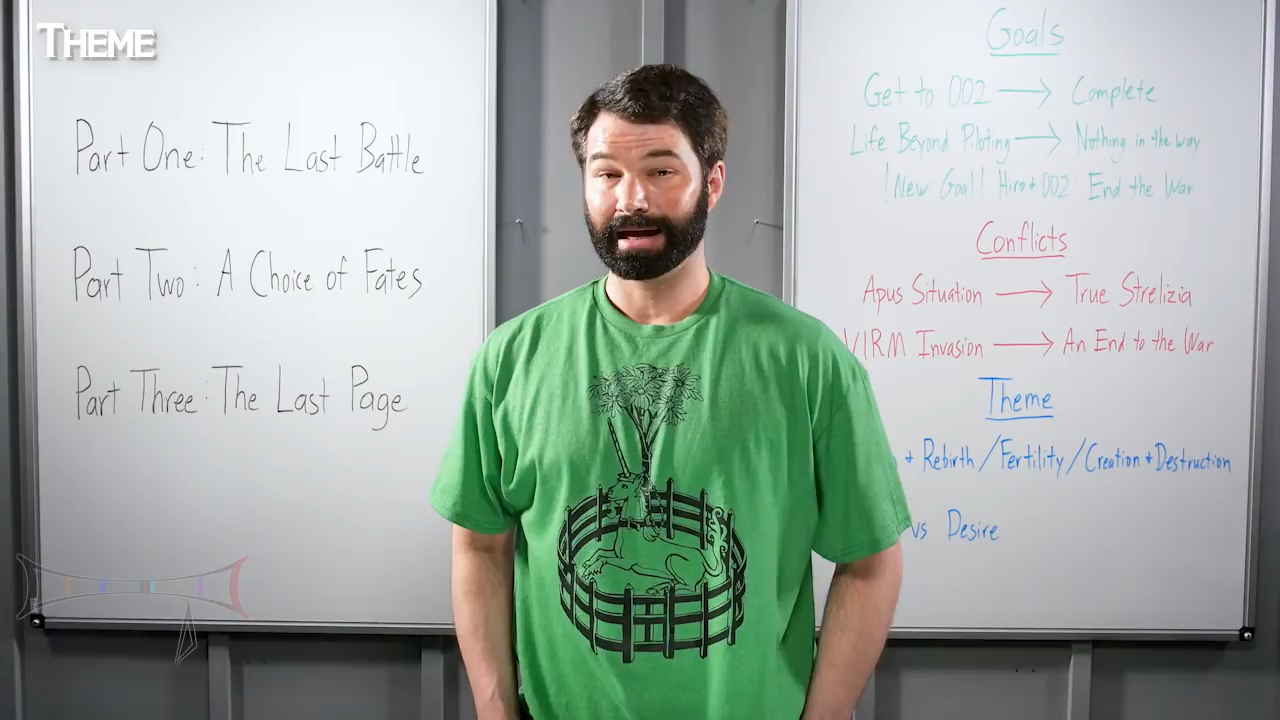 THEME
Part One: The Last Battle
Part Two: A Choice of Fates
Part Three: The Last Page
Goals
Get to 002 → Complete
Life Beyond Piloting → Nothing in the way
!New Goal! Hiro + 002: End the War
Conflicts
Apus Situation → True Strelizia
VIRM Invasion → An End to the War
Theme
+ Rebirth / Fertility / Creation + Destruction
vs Desire